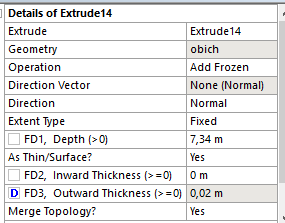 Details of Extrude14
Extrude Extrude14
Geometry obich
Operation Add Frozen
Direction Vector None (Normal)
Direction Normal
Extent Type Fixed
FD1, Depth (>0) 7,34 m
As Thin/Surface? Yes
FD2, Inward Thickness (>=0) 0 m
D FD3, Outward Thickness (>=0) 0,02 m
Merge Topology? Yes